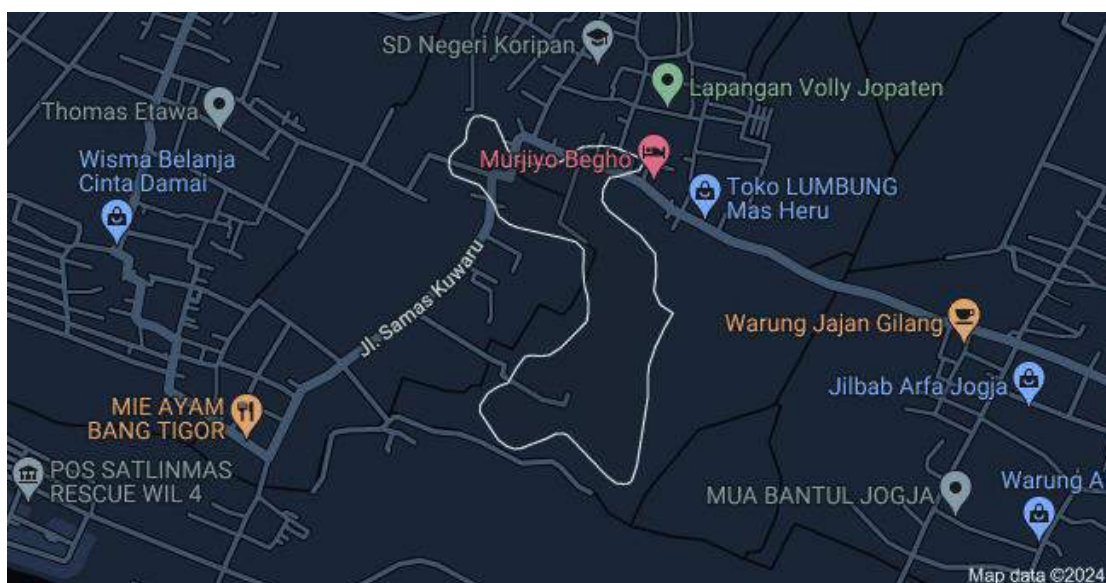 SD Negeri Koripan
Lapangan Volly Jopaten
Thomas Etawa
Wisma Belanja
Cinta Damai
Murjiyo Begho
Toko LUMBUNG
Mas Heru
Jl. Samas Kuwaru
Warung Jajan Gilang
Jilbab Arfa Jogja
MIE AYAM
BANG TIGOR
POS SATLINMAS
RESCUE WIL 4
MUA BANTUL JOGJA
Warung A
Map data ©2024